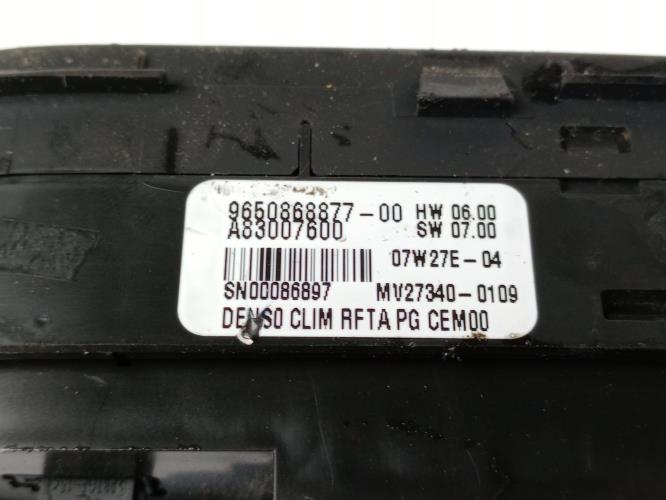 9650868877-00 HW 06.00
A83007600 SW 07.00
07W27E-04
SN00086897 MV27340-0109
DENSO CLIM RFTA PG CEM00